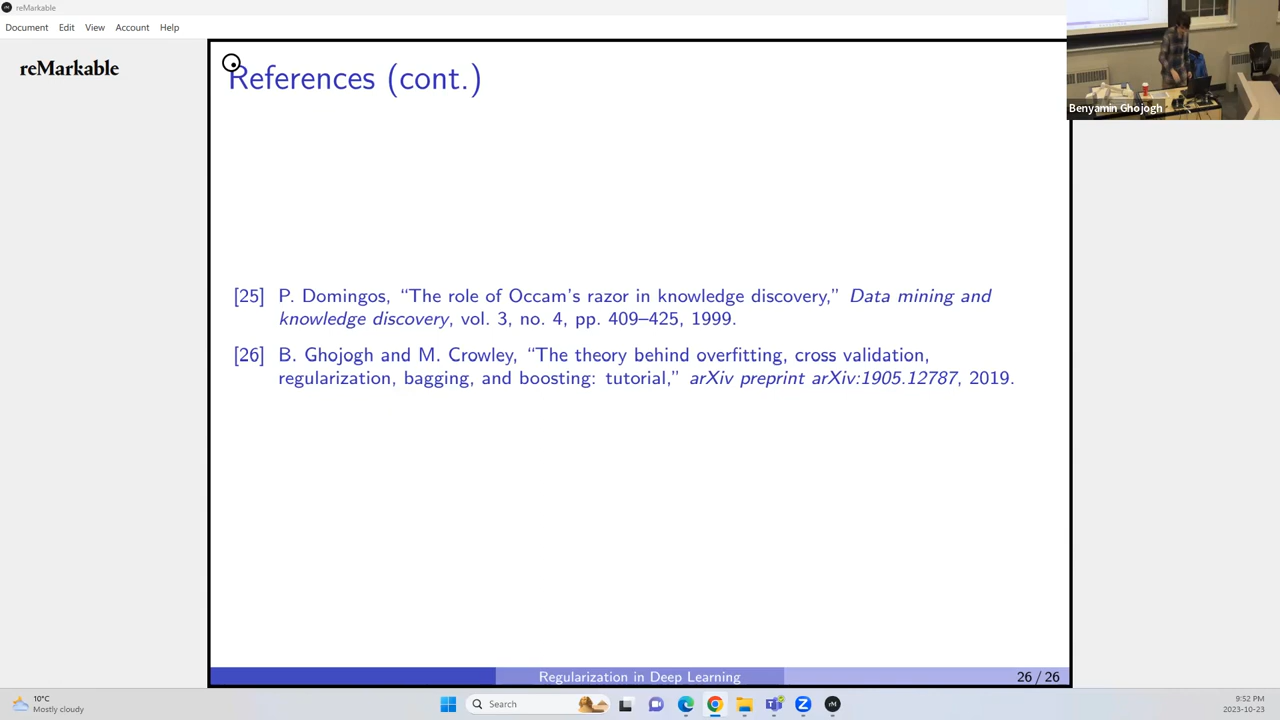 reMarkable
Document Edit View Account Help
reMarkable
References (cont.)
Benyamin Ghojogh
[25] P. Domingos, “The role of Occam’s razor in knowledge discovery,” Data mining and
knowledge discovery, vol. 3, no. 4, pp. 409–425, 1999.
[26] B. Ghojogh and M. Crowley, “The theory behind overfitting, cross validation,
regularization, bagging, and boosting: tutorial,” arXiv preprint arXiv:1905.12787, 2019.
Regularization in Deep Learning 26 / 26
10°C
Mostly cloudy
Search
9:52 PM
2023-10-23